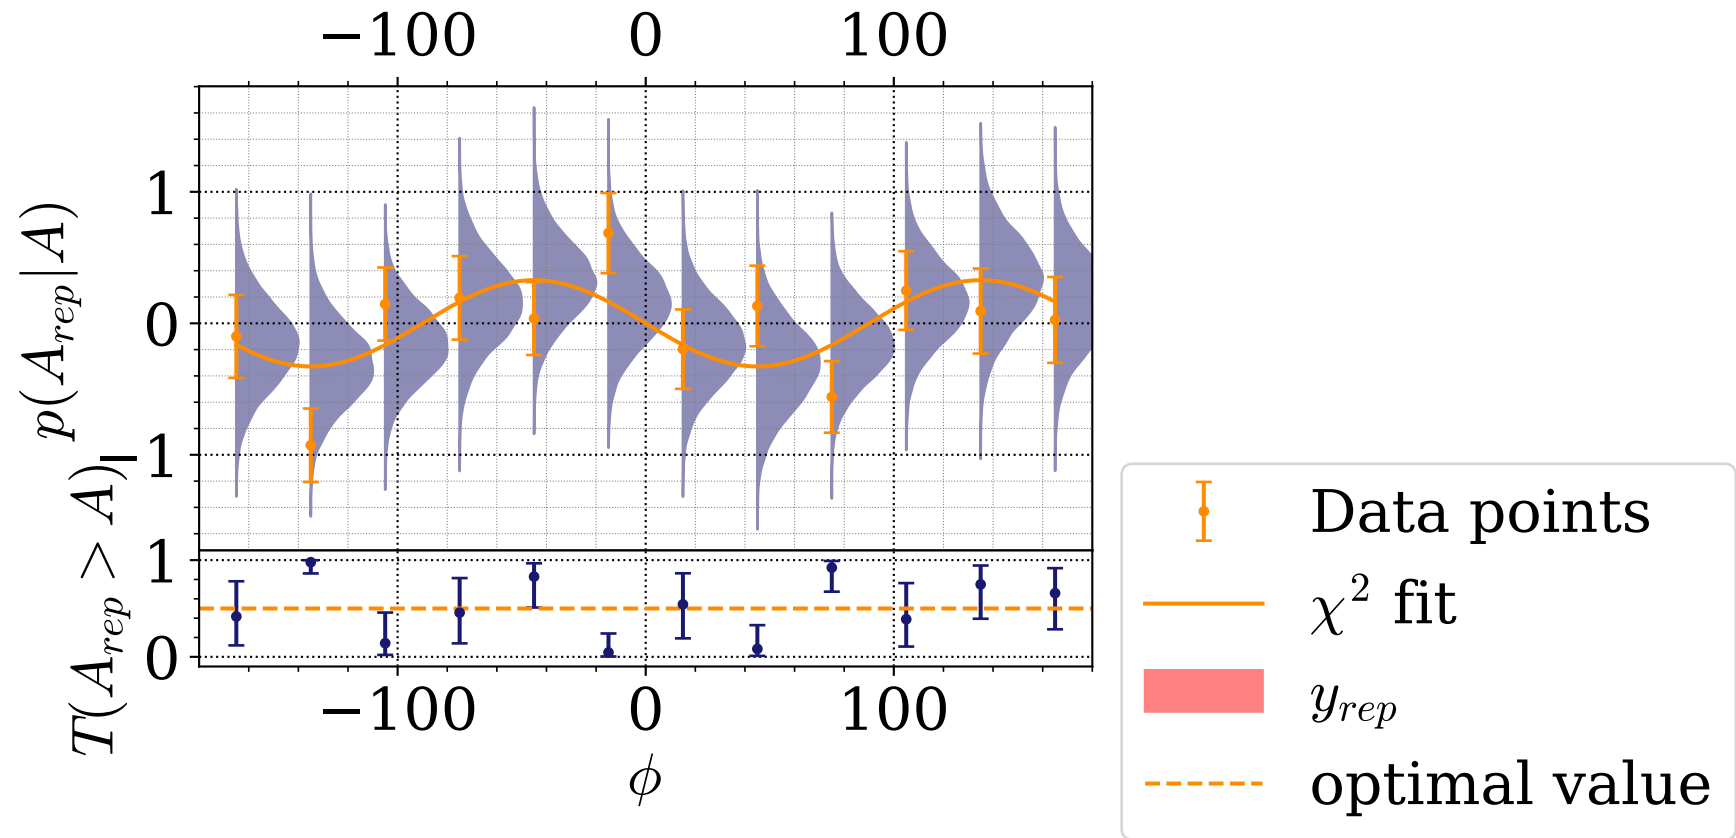 −100 0 100
p(A_rep|A)
1
0
−1
T(A_rep > A)
1
0
−100 0 100
ϕ
Data points
χ² fit
y_rep
optimal value